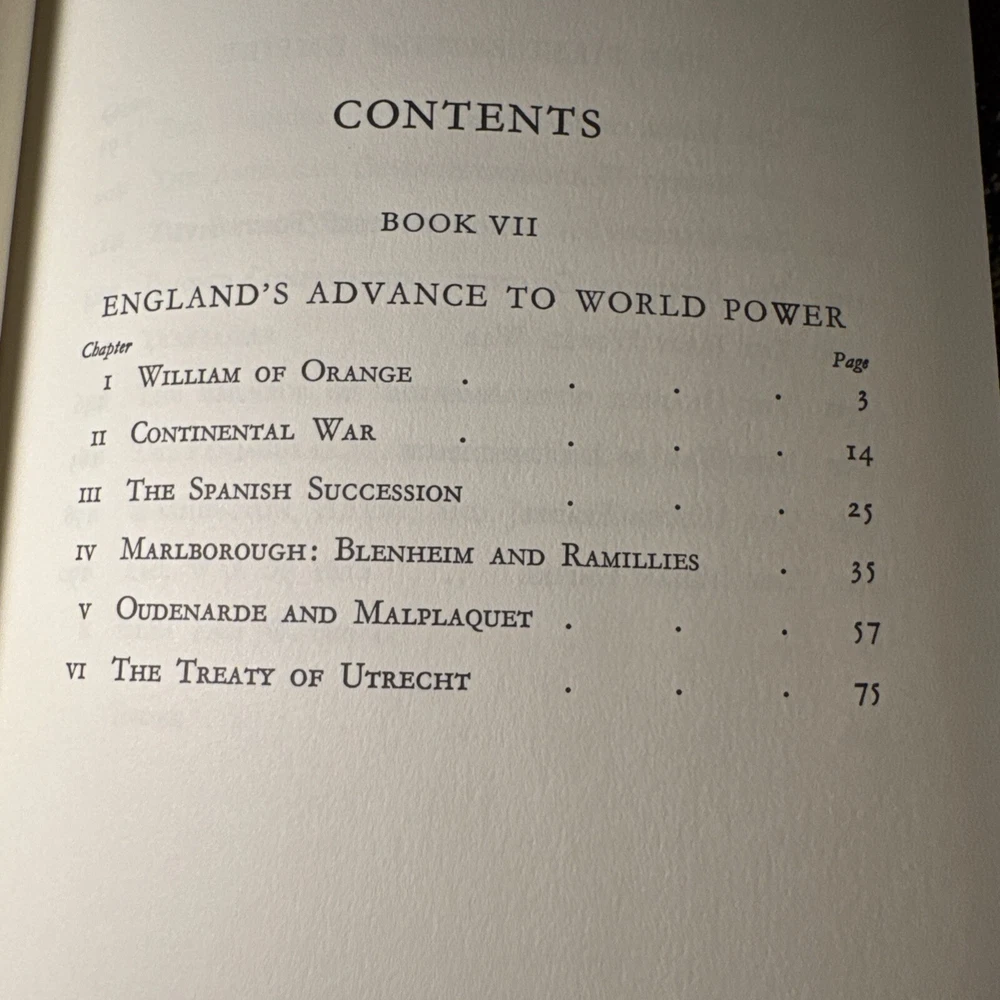 CONTENTS
BOOK VII
ENGLAND'S ADVANCE TO WORLD POWER
Chapter Page
I WILLIAM OF ORANGE . . . . 3
II CONTINENTAL WAR . . . . 14
III THE SPANISH SUCCESSION . . . 25
IV MARLBOROUGH: BLENHEIM AND RAMILLIES . 35
V OUDENARDE AND MALPLAQUET . . . 57
VI THE TREATY OF UTRECHT . . . 75